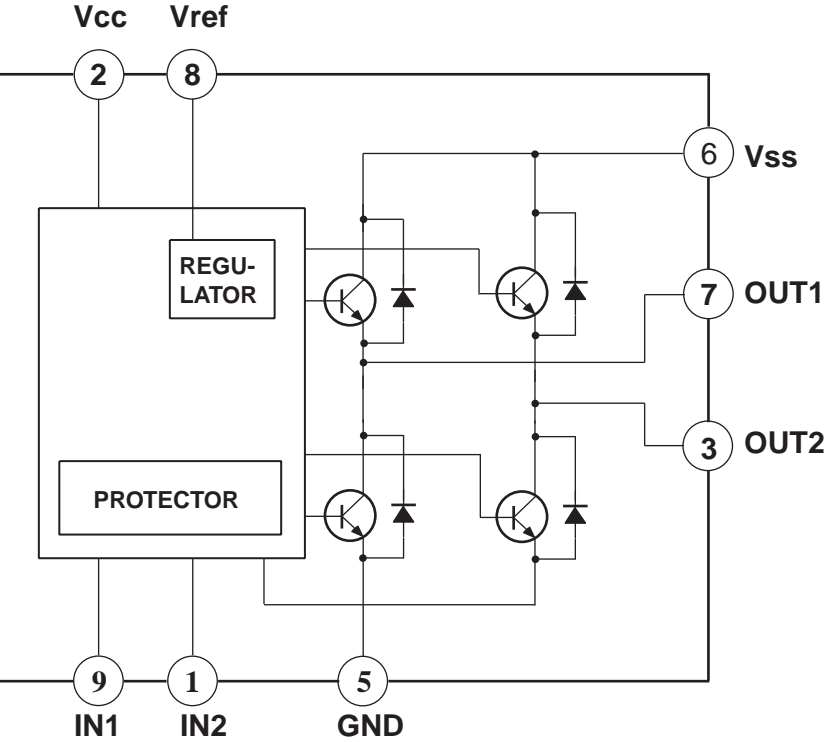 Vcc Vref
2 8
6 Vss
REGU-
LATOR
7 OUT1
3 OUT2
PROTECTOR
9 1 5
IN1 IN2 GND